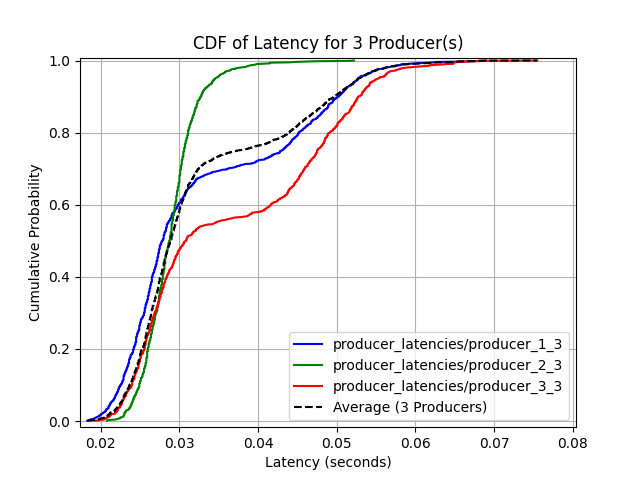 CDF of Latency for 3 Producer(s)
1.0
0.8
0.6
0.4
0.2
0.0
Cumulative Probability
producer_latencies/producer_1_3
producer_latencies/producer_2_3
producer_latencies/producer_3_3
Average (3 Producers)
0.02 0.03 0.04 0.05 0.06 0.07 0.08
Latency (seconds)